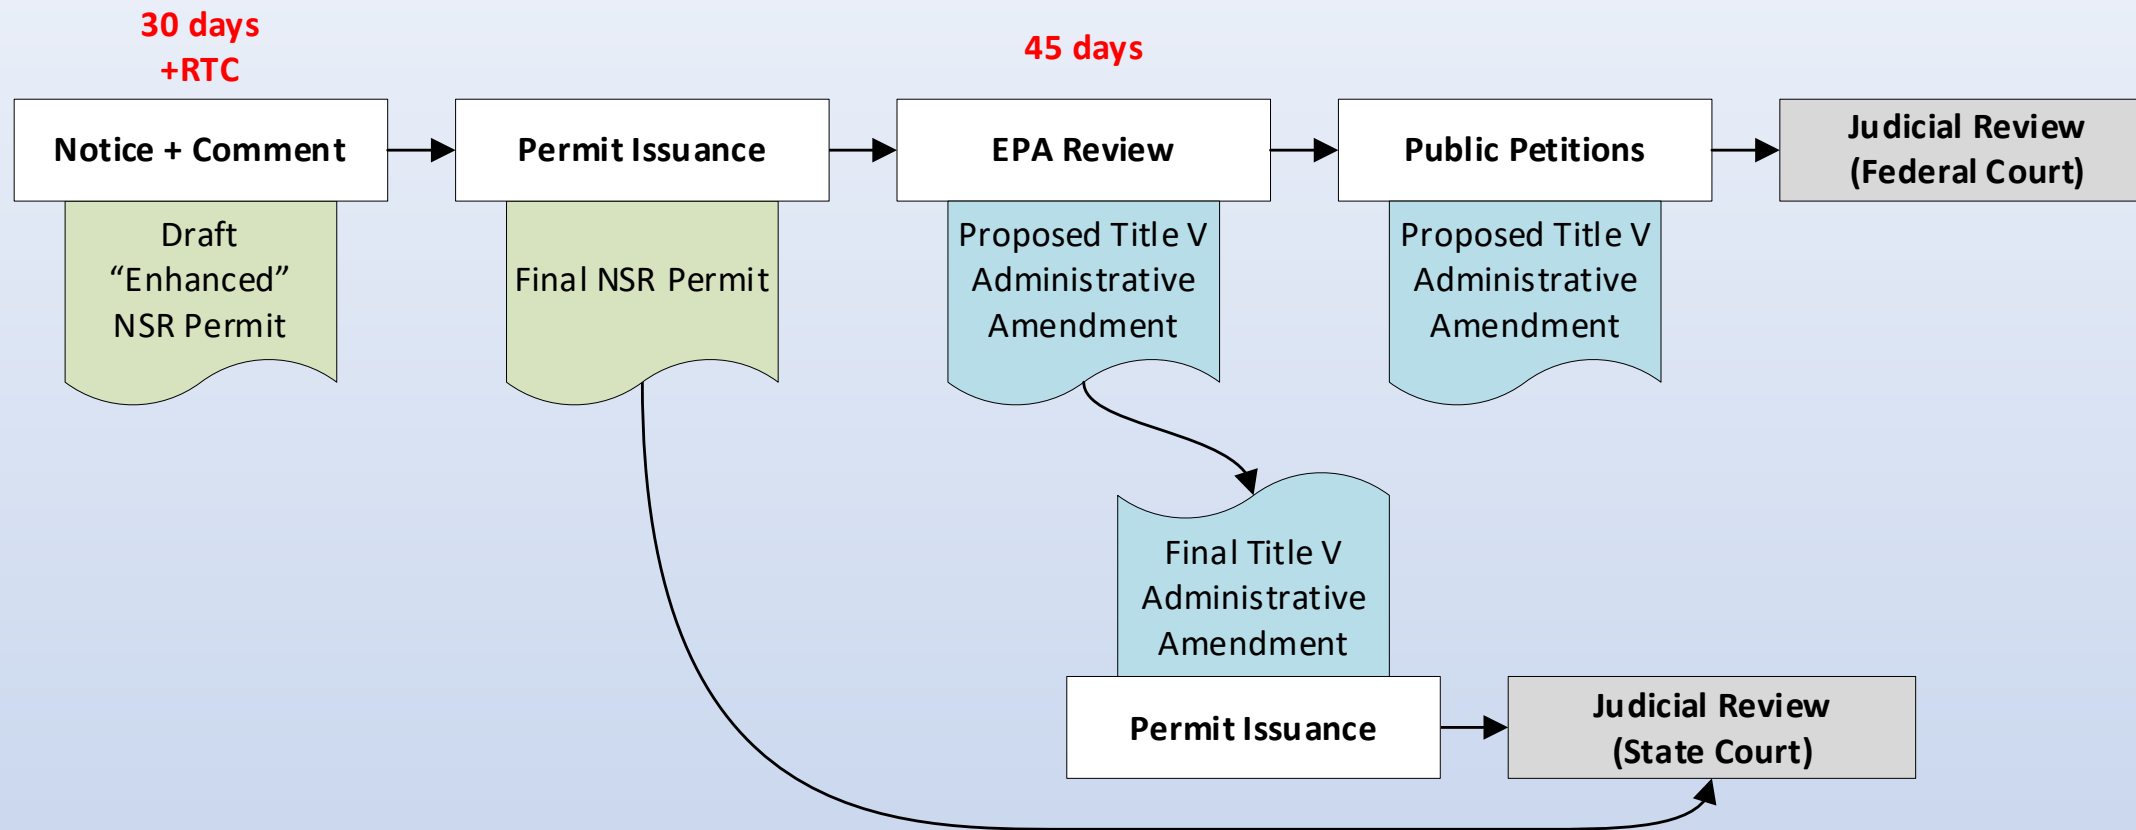 30 days
+RTC
45 days
Notice + Comment
Permit Issuance
EPA Review
Public Petitions
Judicial Review
(Federal Court)
Draft
“Enhanced”
NSR Permit
Final NSR Permit
Proposed Title V
Administrative
Amendment
Proposed Title V
Administrative
Amendment
Final Title V
Administrative
Amendment
Permit Issuance
Judicial Review
(State Court)